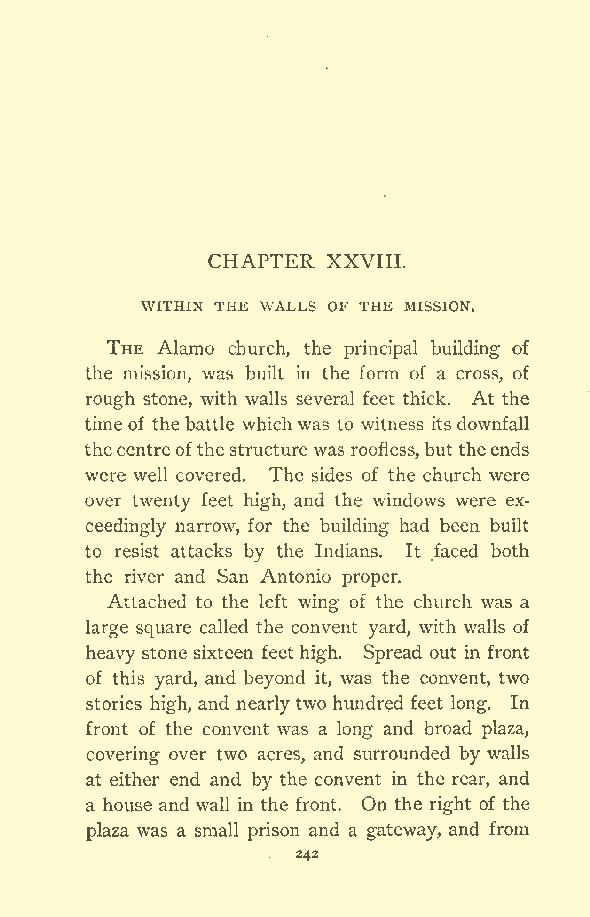 CHAPTER XXVIII.
WITHIN THE WALLS OF THE MISSION.
THE Alamo church, the principal building of
the mission, was built in the form of a cross, of
rough stone, with walls several feet thick. At the
time of the battle which was to witness its downfall
the centre of the structure was roofless, but the ends
were well covered. The sides of the church were
over twenty feet high, and the windows were ex-
ceedingly narrow, for the building had been built
to resist attacks by the Indians. It faced both
the river and San Antonio proper.
Attached to the left wing of the church was a
large square called the convent yard, with walls of
heavy stone sixteen feet high. Spread out in front
of this yard, and beyond it, was the convent, two
stories high, and nearly two hundred feet long. In
front of the convent was a long and broad plaza,
covering over two acres, and surrounded by walls
at either end and by the convent in the rear, and
a house and wall in the front. On the right of the
plaza was a small prison and a gateway, and from
242